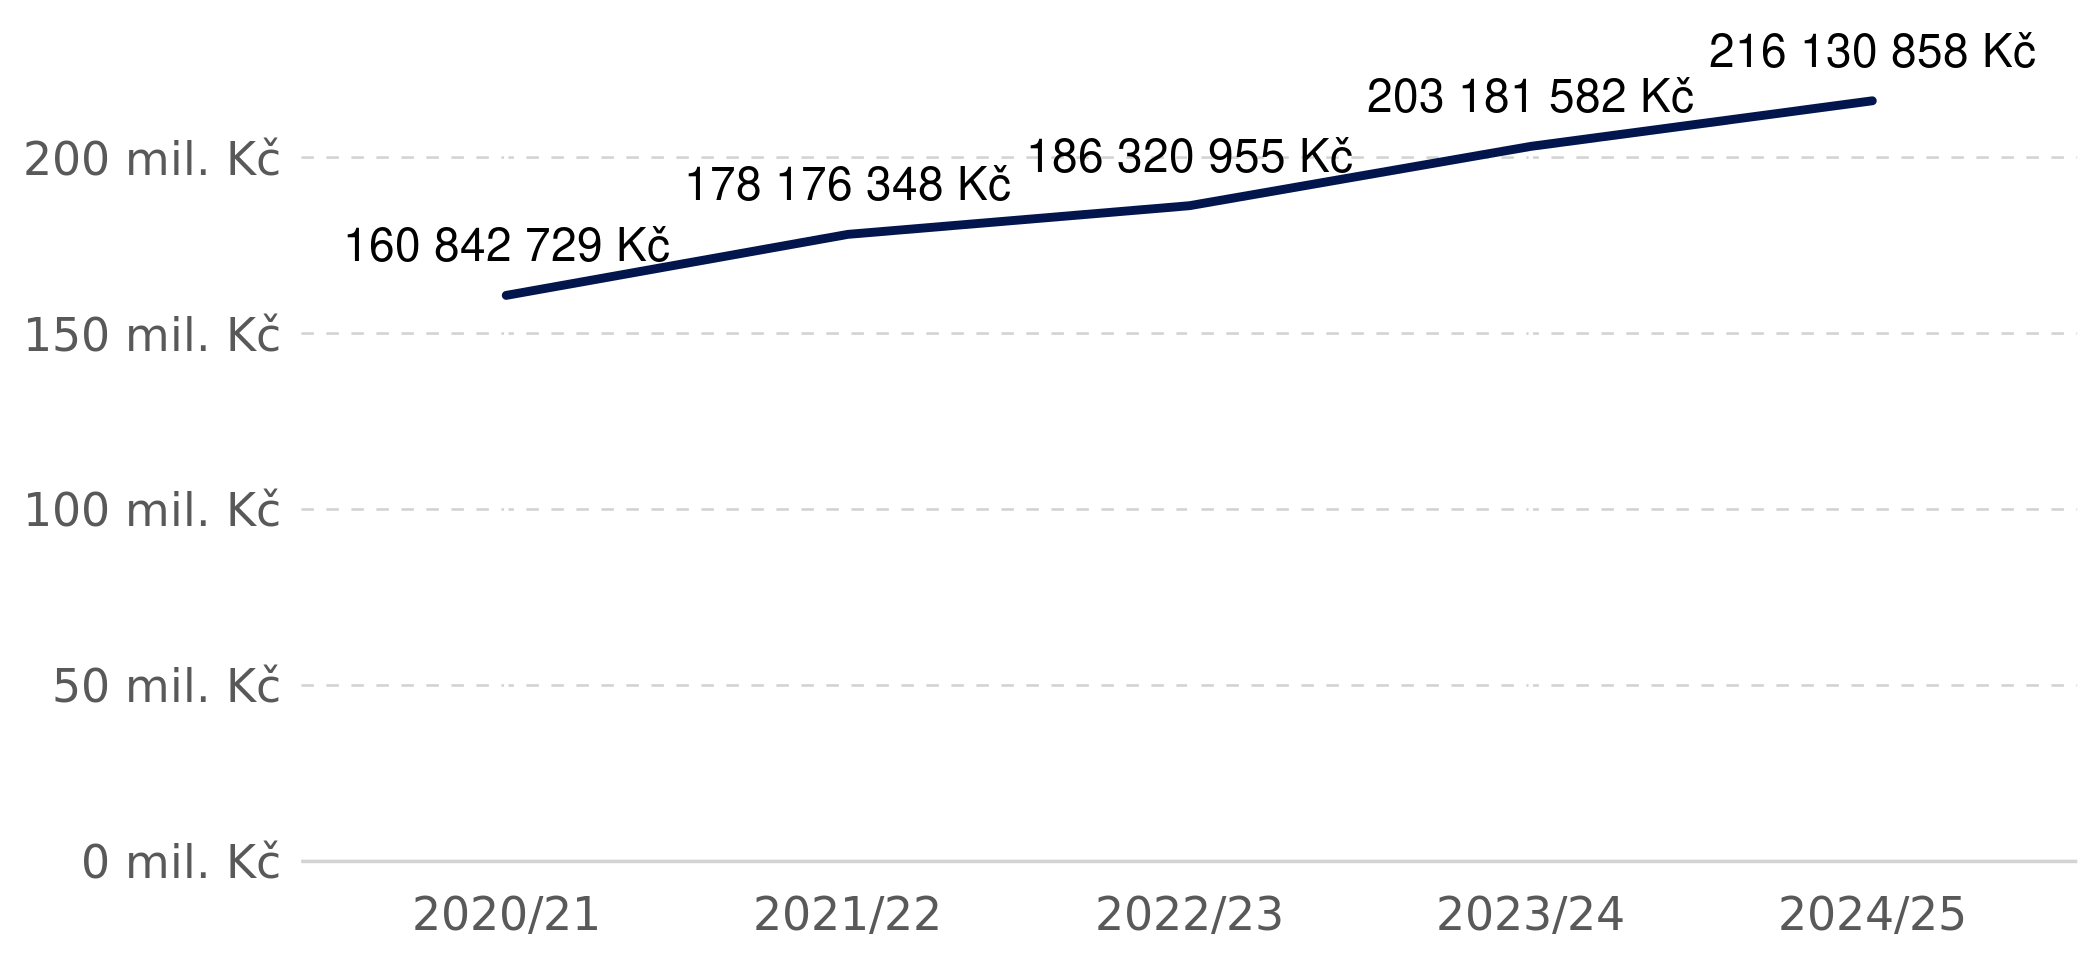 216 130 858 Kč
203 181 582 Kč
186 320 955 Kč
178 176 348 Kč
160 842 729 Kč
200 mil. Kč
150 mil. Kč
100 mil. Kč
50 mil. Kč
0 mil. Kč
2020/21
2021/22
2022/23
2023/24
2024/25